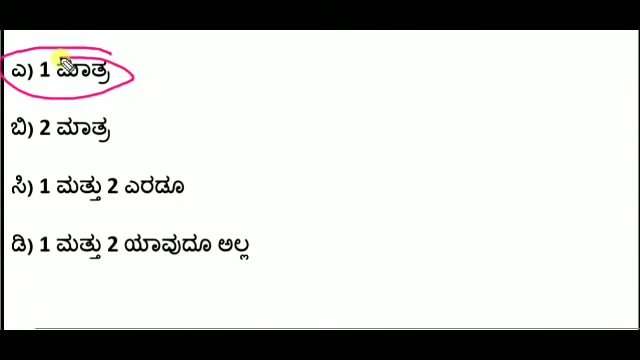 ಎ) 1 ಮಾತ್ರ
ಬಿ) 2 ಮಾತ್ರ
ಸಿ) 1 ಮತ್ತು 2 ಎರಡೂ
ಡಿ) 1 ಮತ್ತು 2 ಯಾವುದೂ ಅಲ್ಲ